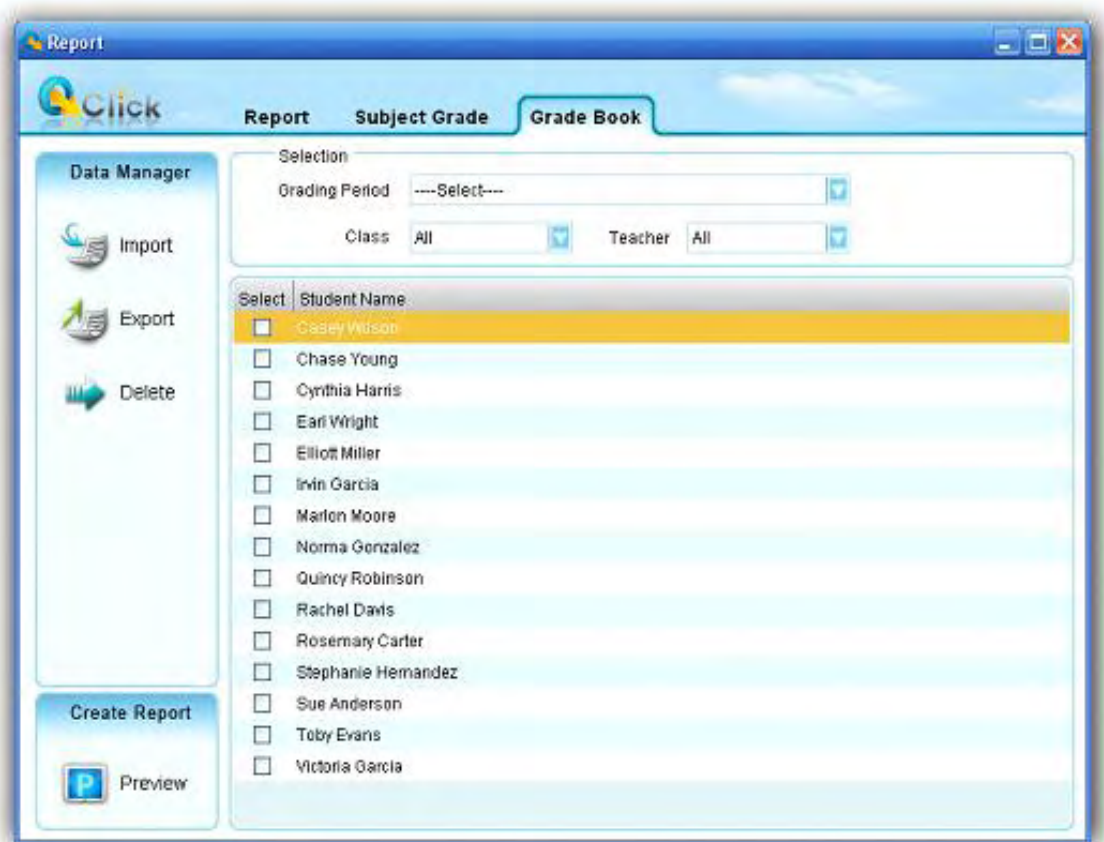 Report
Click
Report Subject Grade Grade Book
Data Manager
Import
Export
Delete
Create Report
Preview
Selection
Grading Period ----Select----
Class All Teacher All
Select Student Name
Casey Wilson
Chase Young
Cynthia Harris
Earl Wright
Elliott Miller
Irvin Garcia
Marlon Moore
Norma Gonzalez
Quincy Robinson
Rachel Davis
Rosemary Carter
Stephanie Hernandez
Sue Anderson
Toby Evans
Victoria Garcia